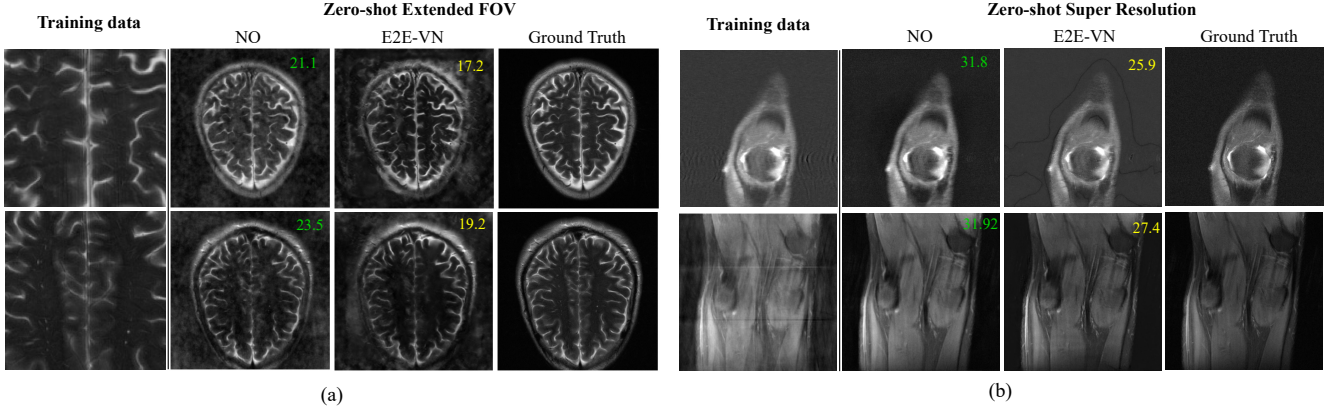 Zero-shot Extended FOV
Training data NO E2E-VN Ground Truth
21.1 17.2
23.5 19.2
(a)
Zero-shot Super Resolution
Training data NO E2E-VN Ground Truth
31.8 25.9
31.92 27.4
(b)